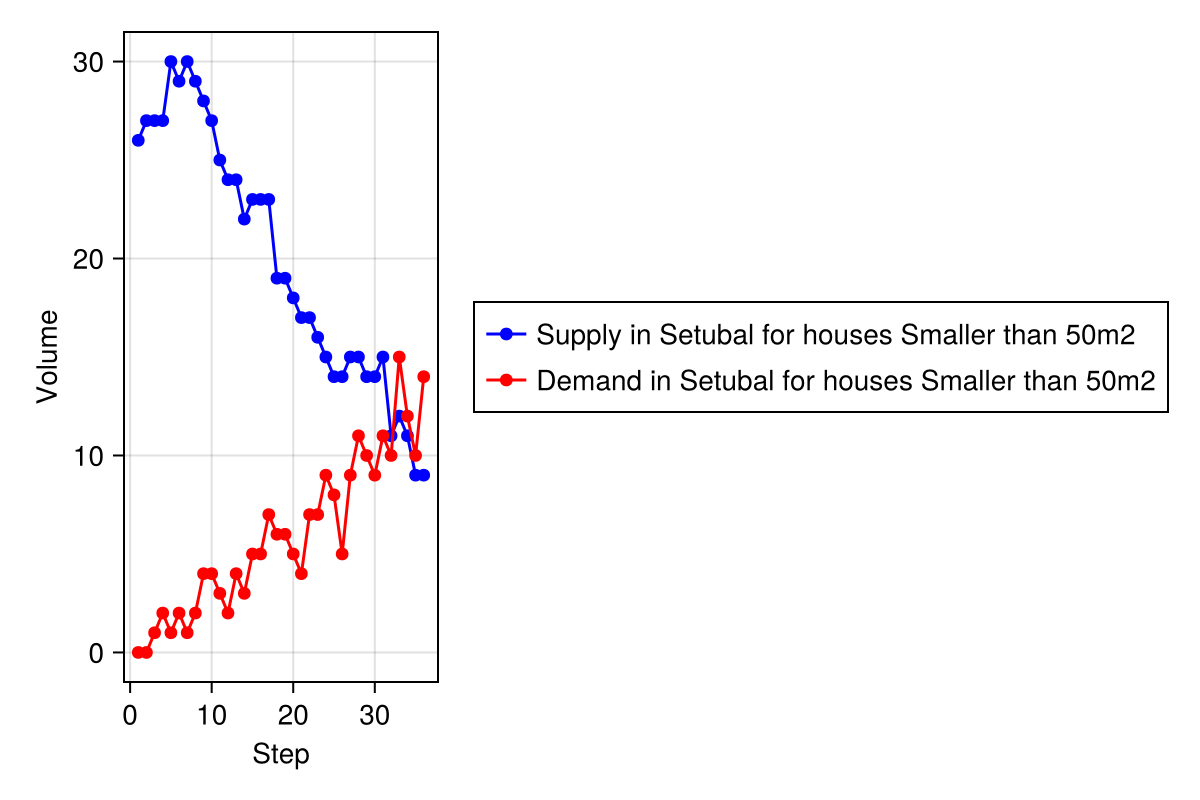 30
20
10
0
Volume
0 10 20 30
Step
Supply in Setubal for houses Smaller than 50m2
Demand in Setubal for houses Smaller than 50m2